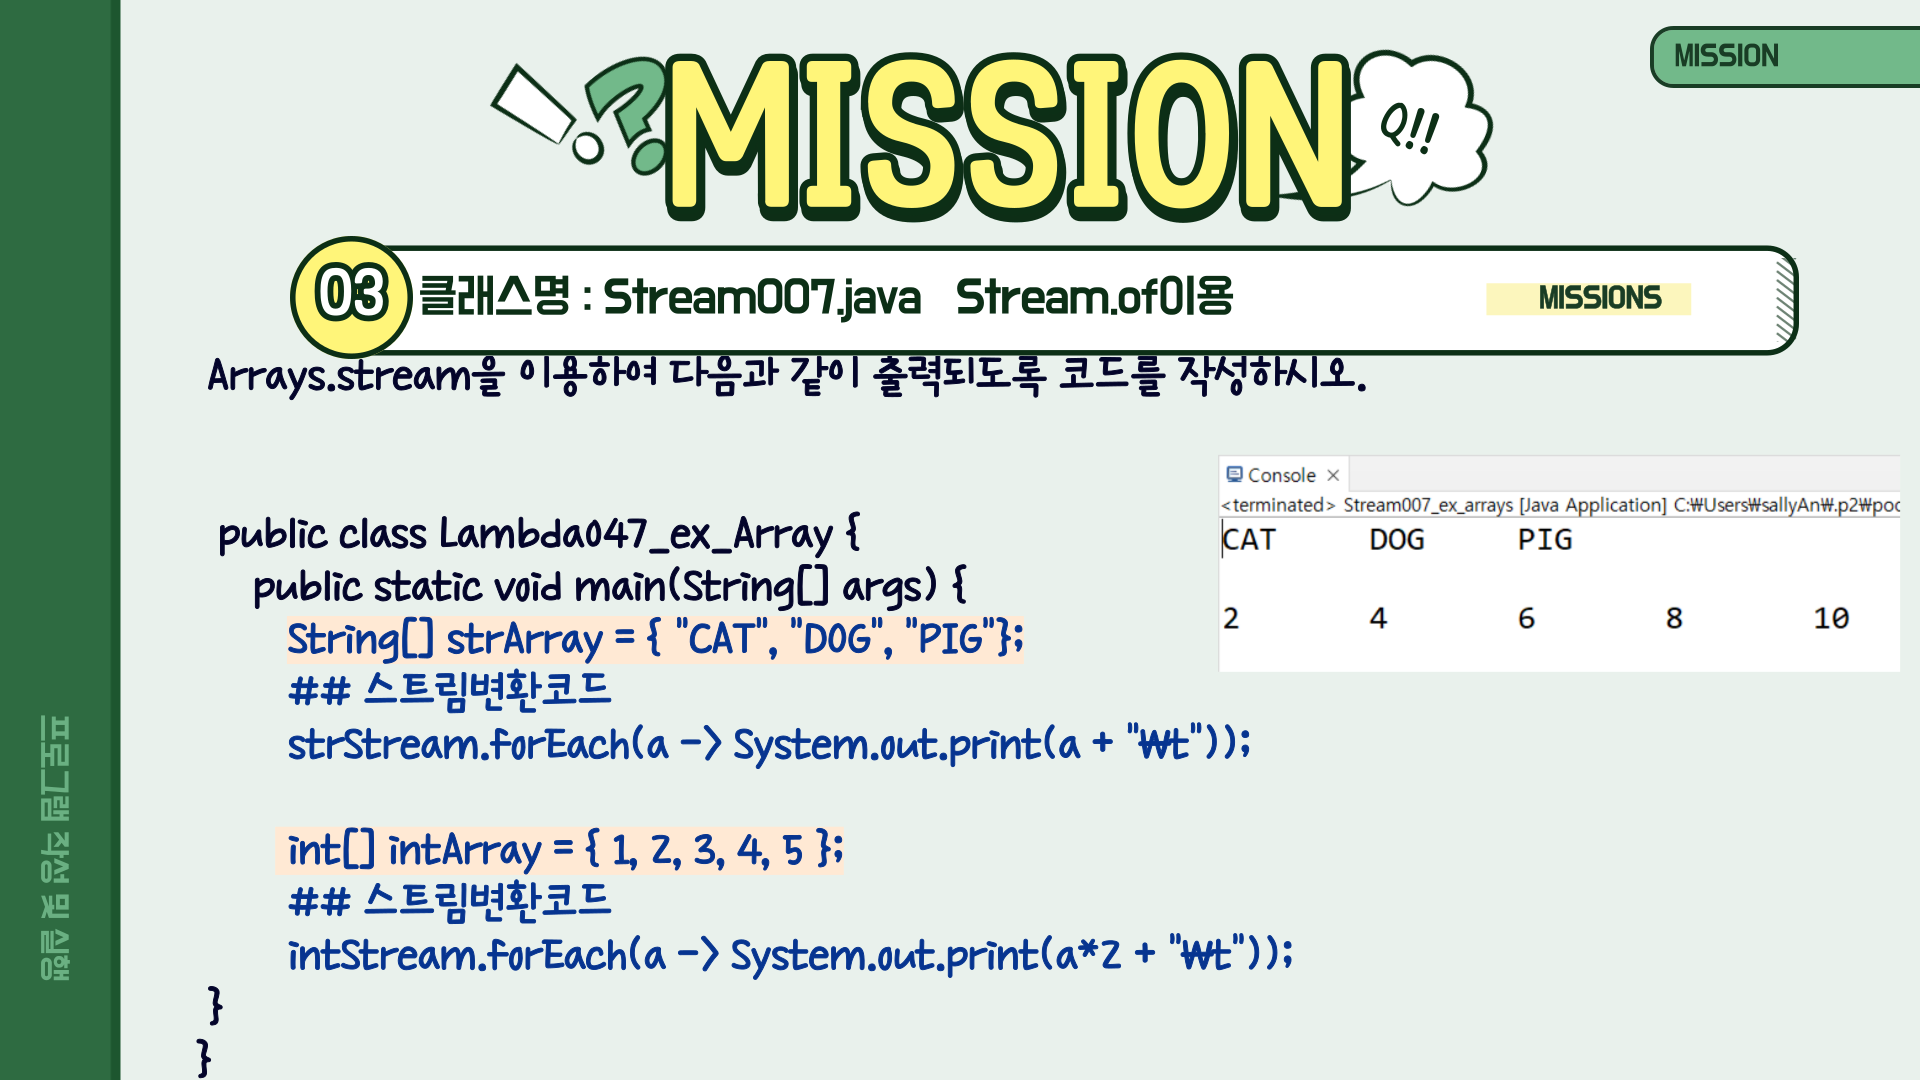 MISSION
!?MISSION Q!!
03 클래스명 : Stream007.java Stream.of이용 MISSIONS
Arrays.stream을 이용하여 다음과 같이 출력되도록 코드를 작성하시오.
Console ×
<terminated> Stream007_ex_arrays [Java Application] C:₩Users₩sallyAn₩.p2₩poo
CAT DOG PIG
2 4 6 8 10
public class Lambda047_ex_Array {
public static void main(String[] args) {
String[] strArray = { "CAT", "DOG", "PIG"};
## 스트림변환코드
strStream.forEach(a -> System.out.print(a + "₩t"));
int[] intArray = { 1, 2, 3, 4, 5 };
## 스트림변환코드
intStream.forEach(a -> System.out.print(a*2 + "₩t"));
}
}
프로그램 작성 및 실행